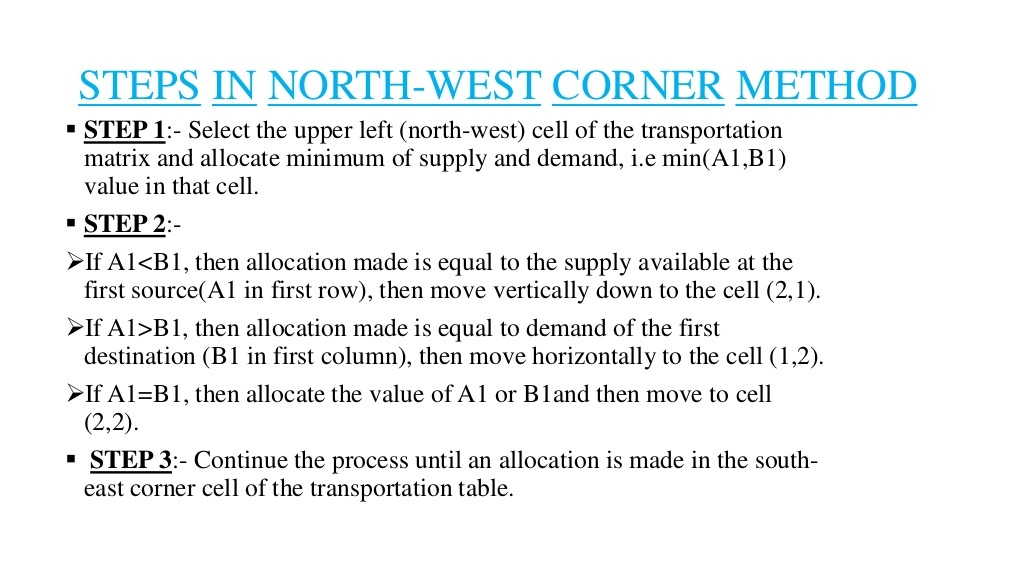 STEPS IN NORTH-WEST CORNER METHOD
▪ STEP 1:- Select the upper left (north-west) cell of the transportation
matrix and allocate minimum of supply and demand, i.e min(A1,B1)
value in that cell.
▪ STEP 2:-
➢If A1<B1, then allocation made is equal to the supply available at the
first source(A1 in first row), then move vertically down to the cell (2,1).
➢If A1>B1, then allocation made is equal to demand of the first
destination (B1 in first column), then move horizontally to the cell (1,2).
➢If A1=B1, then allocate the value of A1 or B1and then move to cell
(2,2).
▪ STEP 3:- Continue the process until an allocation is made in the south-
east corner cell of the transportation table.